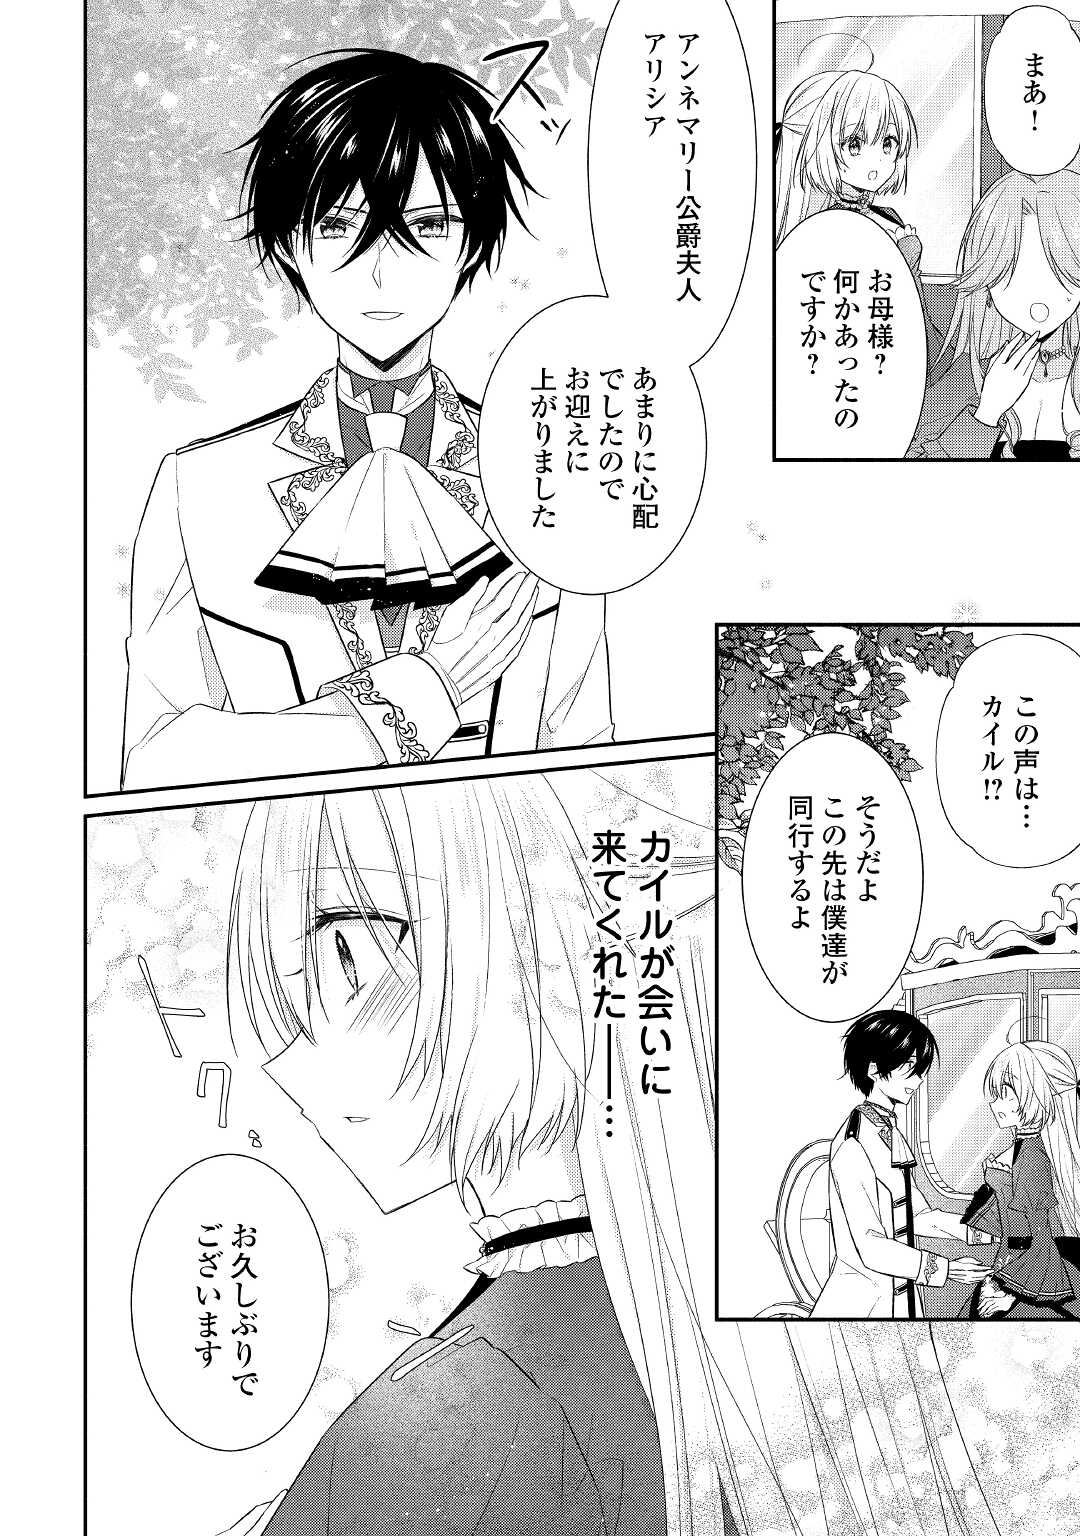 まあ!
お母様?
何かあったの
ですか?
アンネマリー公爵夫人
アリシア
あまりに心配
でしたので
お迎えに
上がりました
スッ
この声は…
カイル!?
そうだよ
この先は僕達が
同行するよ
カイルが会いに
来てくれた――…
トクン
お久しぶりで
ございます